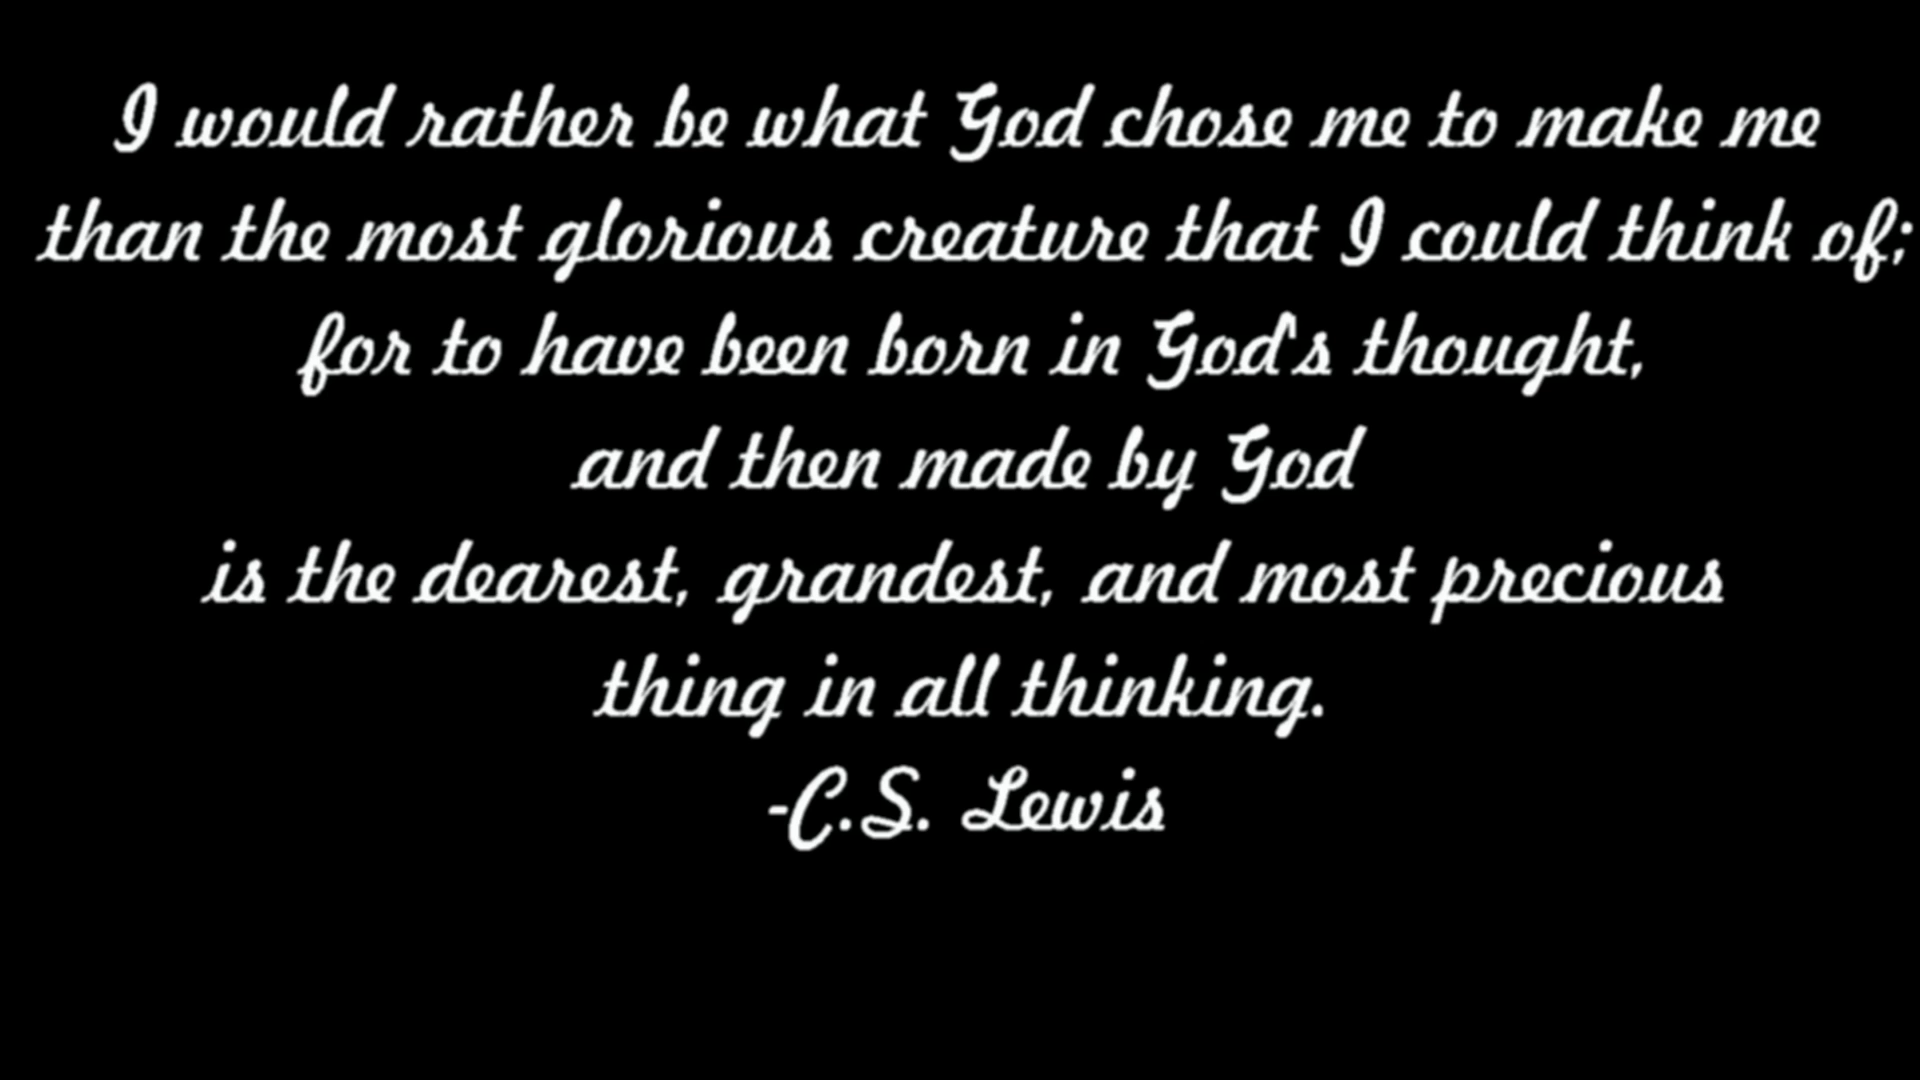 I would rather be what God chose me to make me
than the most glorious creature that I could think of;
for to have been born in God's thought,
and then made by God
is the dearest, grandest, and most precious
thing in all thinking.
-C.S. Lewis